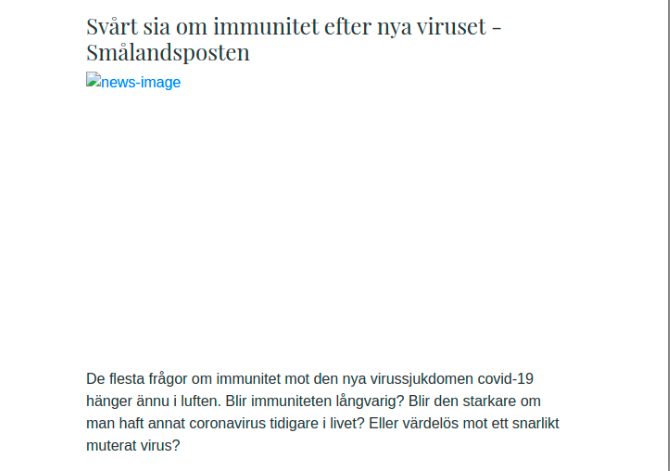 Svårt sia om immunitet efter nya viruset -
Smålandsposten
news-image
De flesta frågor om immunitet mot den nya virussjukdomen covid-19
hänger ännu i luften. Blir immuniteten långvarig? Blir den starkare om
man haft annat coronavirus tidigare i livet? Eller värdelös mot ett snarlikt
muterat virus?